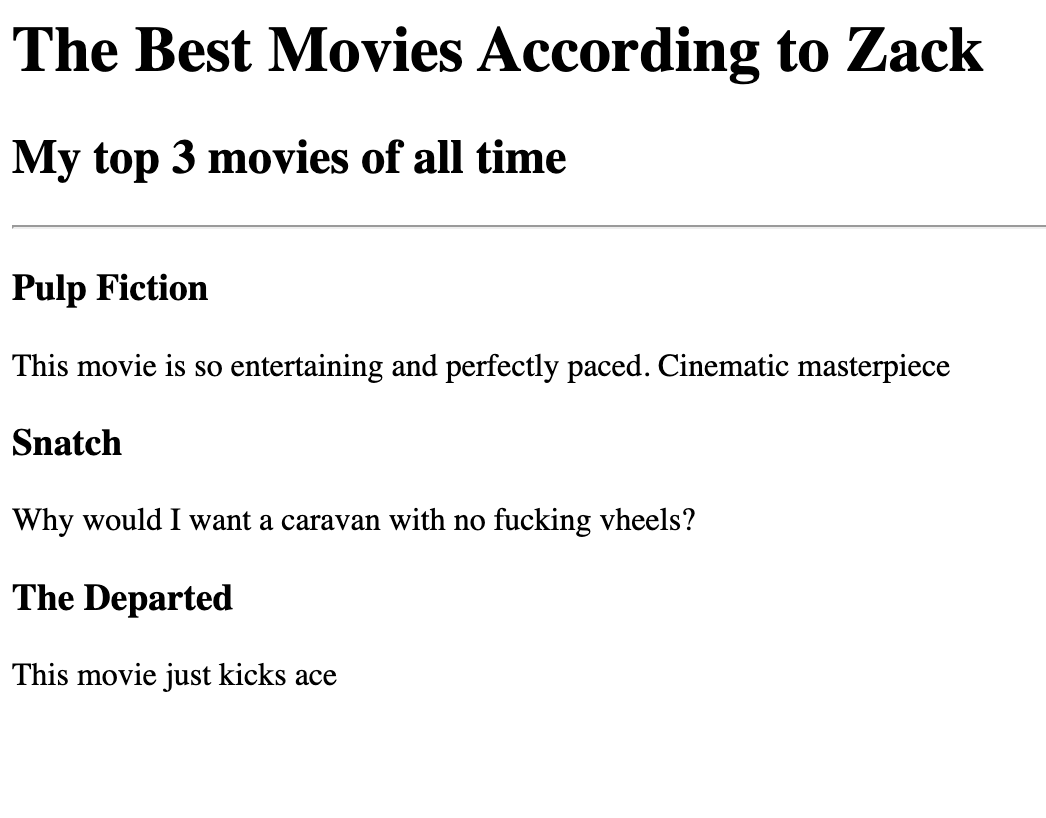 The Best Movies According to Zack
My top 3 movies of all time
Pulp Fiction
This movie is so entertaining and perfectly paced. Cinematic masterpiece
Snatch
Why would I want a caravan with no fucking vheels?
The Departed
This movie just kicks ace